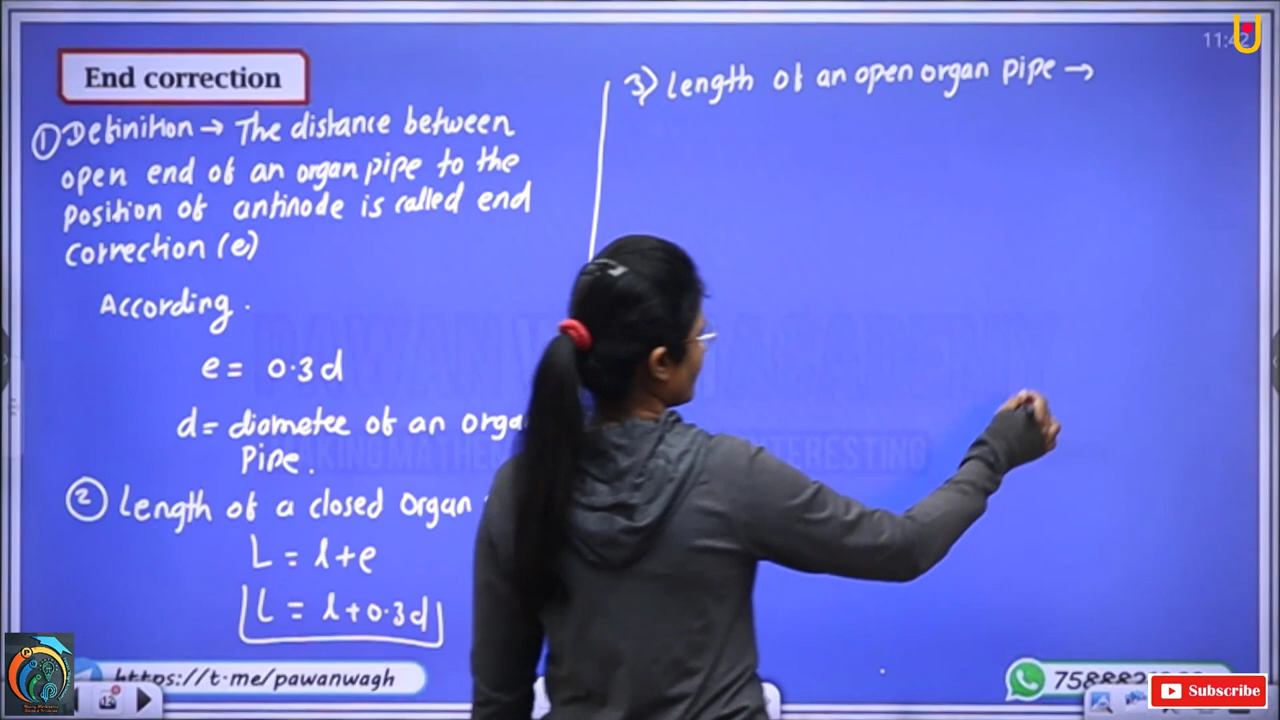 End correction
① Definition → The distance between
open end of an organ pipe to the
position of antinode is called end
correction (e)
According.
e = 0.3d
d = diametee of an orga
Pipe.
② Length of a closed organ
L = l + e
L = l + 0.3d
3) Length of an open organ pipe →
11:42
U
https://t.me/pawanwagh
Subscribe